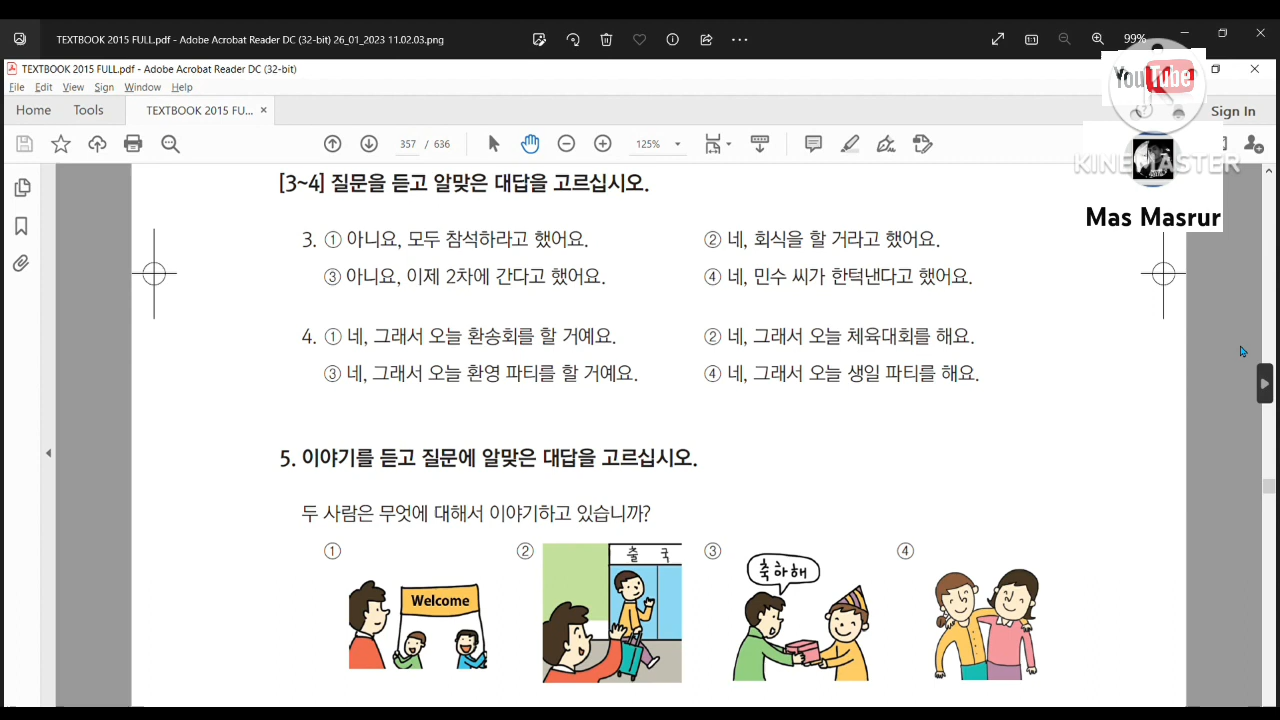 TEXTBOOK 2015 FULL.pdf - Adobe Acrobat Reader DC (32-bit) 26_01_2023 11.02.03.png
99%
TEXTBOOK 2015 FULL.pdf - Adobe Acrobat Reader DC (32-bit)
File Edit View Sign Window Help
YouTube
Home Tools TEXTBOOK 2015 FU... × Sign In
357 / 636 125%
KINEMASTER
Mas Masrur
[3~4] 질문을 듣고 알맞은 대답을 고르십시오.
3. ① 아니요, 모두 참석하라고 했어요. ② 네, 회식을 할 거라고 했어요.
③ 아니요, 이제 2차에 간다고 했어요. ④ 네, 민수 씨가 한턱낸다고 했어요.
4. ① 네, 그래서 오늘 환송회를 할 거예요. ② 네, 그래서 오늘 체육대회를 해요.
③ 네, 그래서 오늘 환영 파티를 할 거예요. ④ 네, 그래서 오늘 생일 파티를 해요.
5. 이야기를 듣고 질문에 알맞은 대답을 고르십시오.
두 사람은 무엇에 대해서 이야기하고 있습니까?
① ② ③ ④
출 국
축하해
Welcome